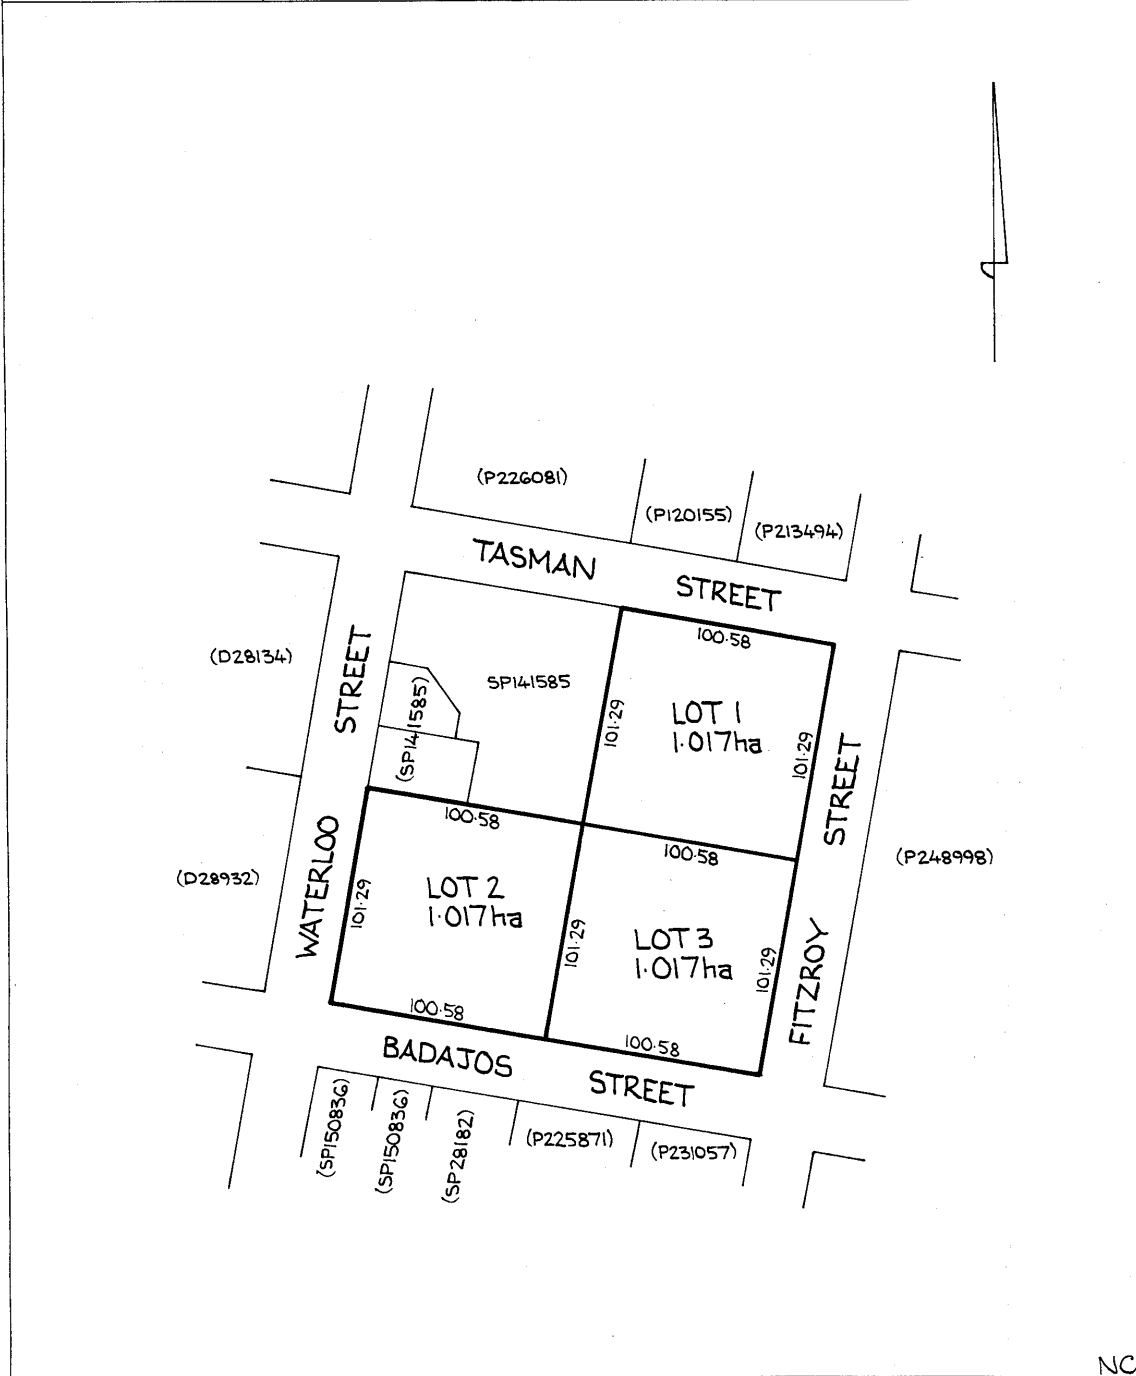 (P226081)
(P120155)
(P213494)
TASMAN STREET
100.58
(D28134)
STREET
SP141585
(SP141585)
101.29
LOT 1
1.017ha
101.29
STREET
100.58
100.58
(P248998)
(D28932)
WATERLOO
101.29
LOT 2
1.017ha
101.29
LOT 3
1.017ha
101.29
FITZROY
100.58
100.58
BADAJOS STREET
(SP150836)
(SP150836)
(SP28182)
(P225871)
(P231057)
NC